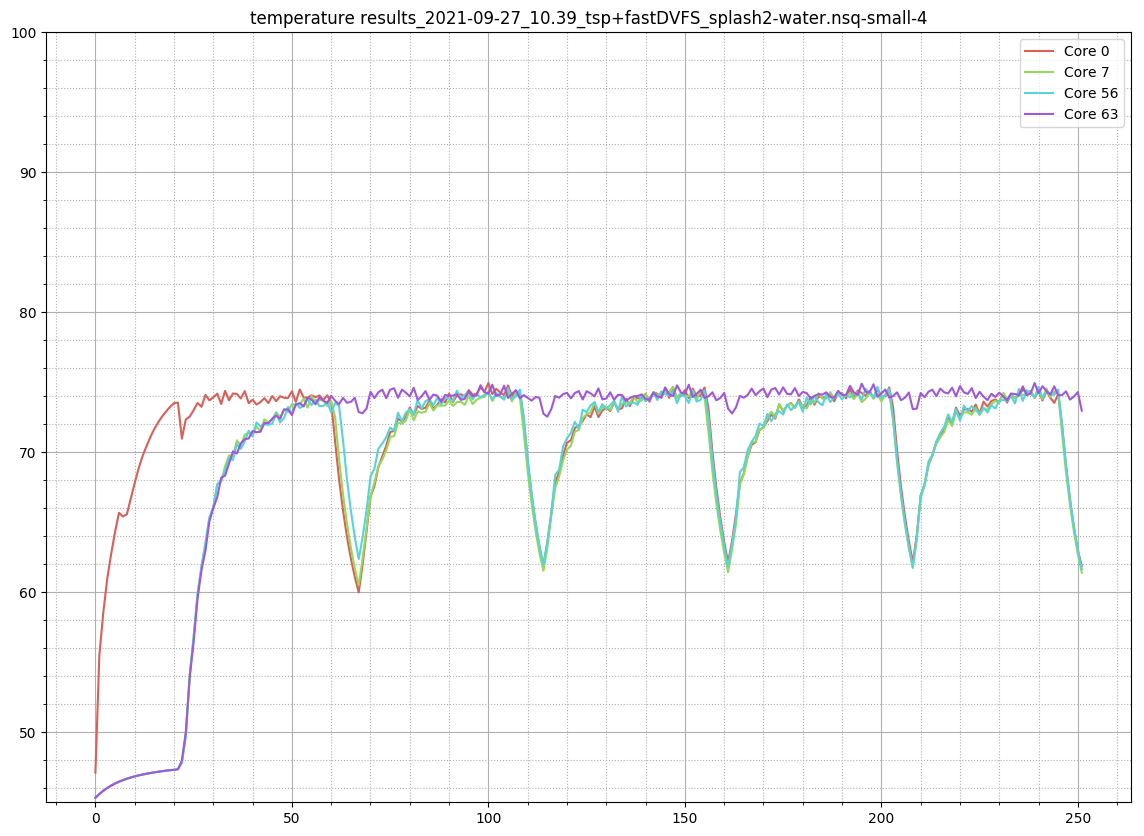 temperature results_2021-09-27_10.39_tsp+fastDVFS_splash2-water.nsq-small-4
100
90
80
70
60
50
0
50
100
150
200
250
Core 0
Core 7
Core 56
Core 63